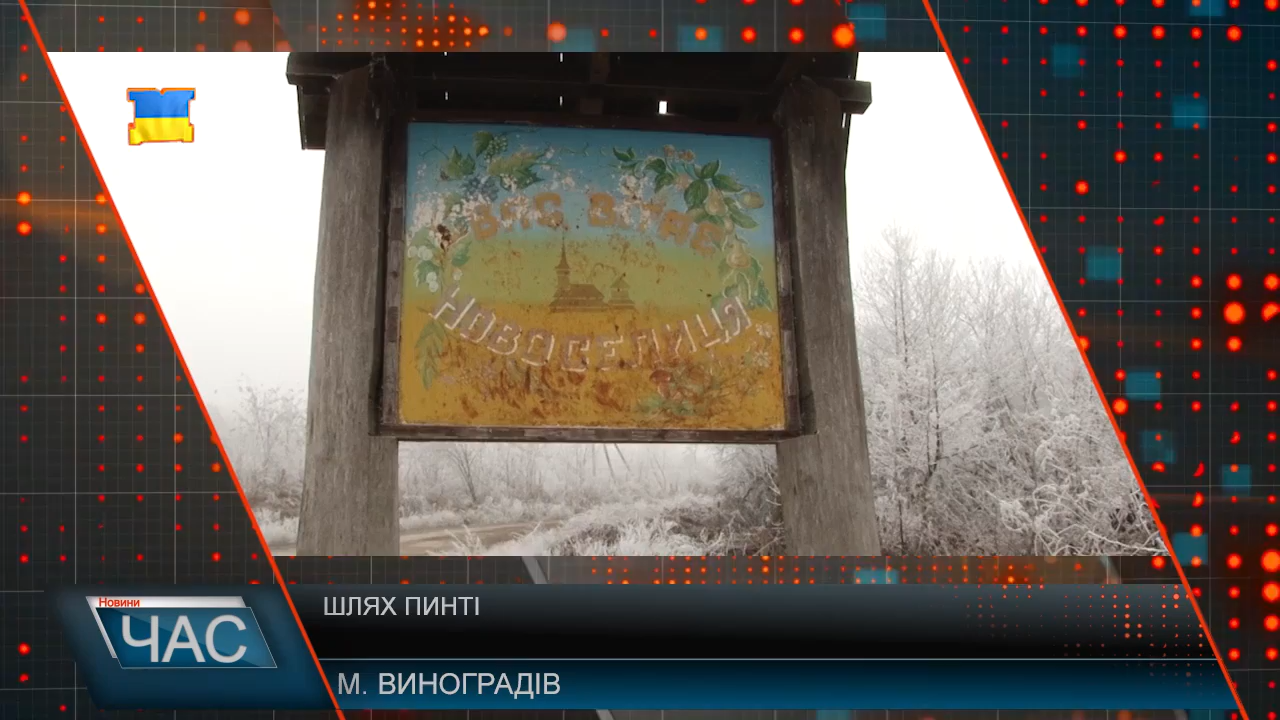 ВАС ВІТАЄ
НОВОСЕЛИЦЯ
Новини
ЧАС
ШЛЯХ ПИНТІ
М. ВИНОГРАДІВ